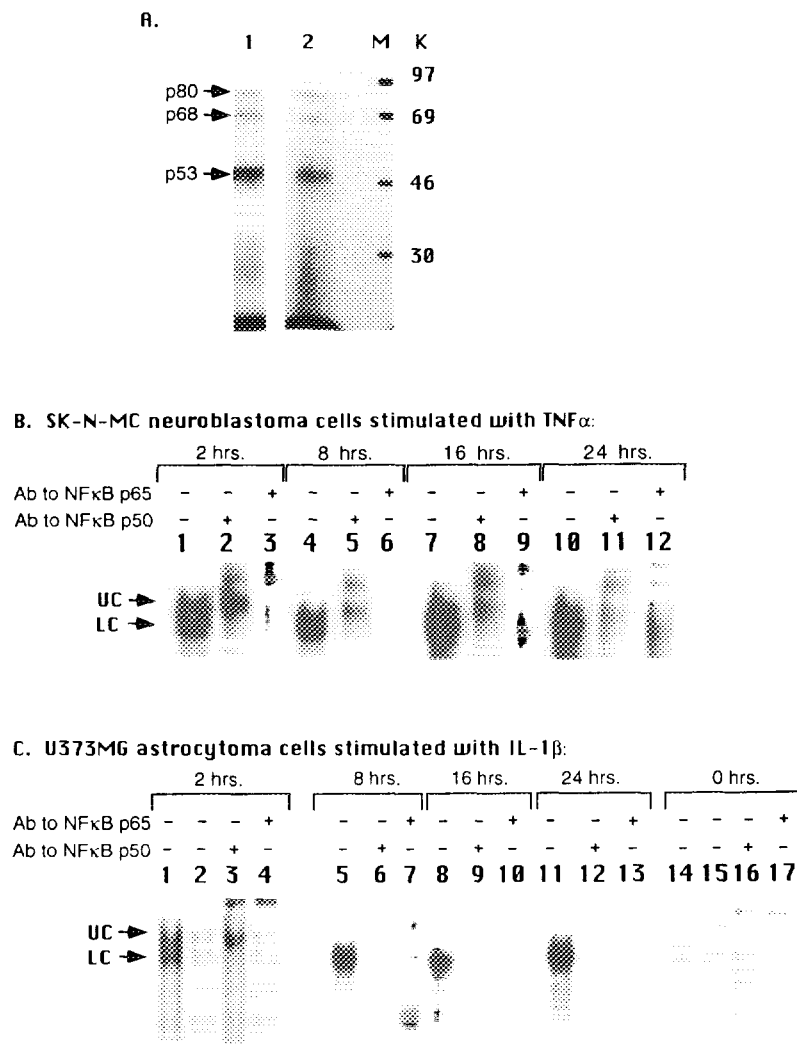 A.
1 2 M K
97
p80
p68 69
p53
46
30
B. SK-N-MC neuroblastoma cells stimulated with TNFα:
2 hrs. 8 hrs. 16 hrs. 24 hrs.
Ab to NFκB p65 - - + - - + - - + - - +
Ab to NFκB p50 - + - + - + - +
1 2 3 4 5 6 7 8 9 10 11 12
UC
LC
C. U373MG astrocytoma cells stimulated with IL-1β:
2 hrs. 8 hrs. 16 hrs. 24 hrs. 0 hrs.
Ab to NFκB p65 - - - + - - + - - + - - + - - - +
Ab to NFκB p50 - - + - + - + - + - - +
1 2 3 4 5 6 7 8 9 10 11 12 13 14 15 16 17
UC
LC